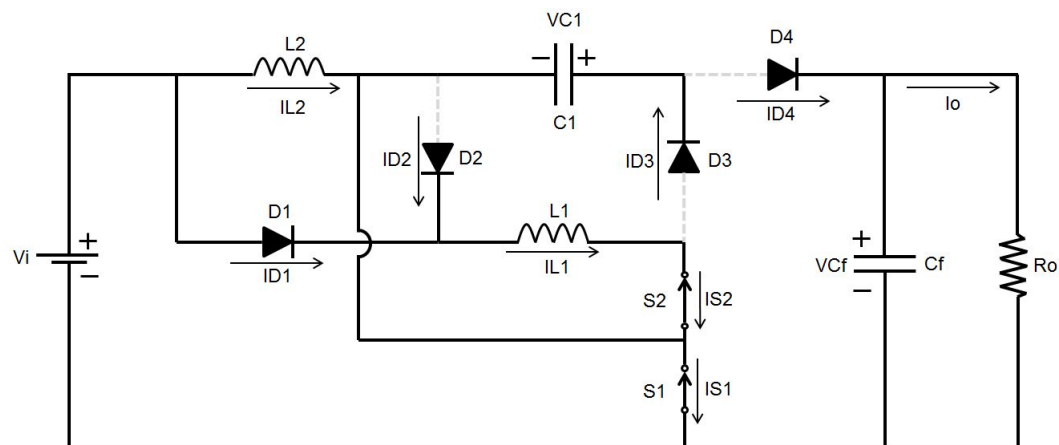 VC1
L2
D4
− +
IL2
C1
ID4
Io
ID2
D2
ID3
D3
D1
L1
Vi
+
−
ID1
IL1
+
VCf
Cf
−
Ro
S2
IS2
S1
IS1